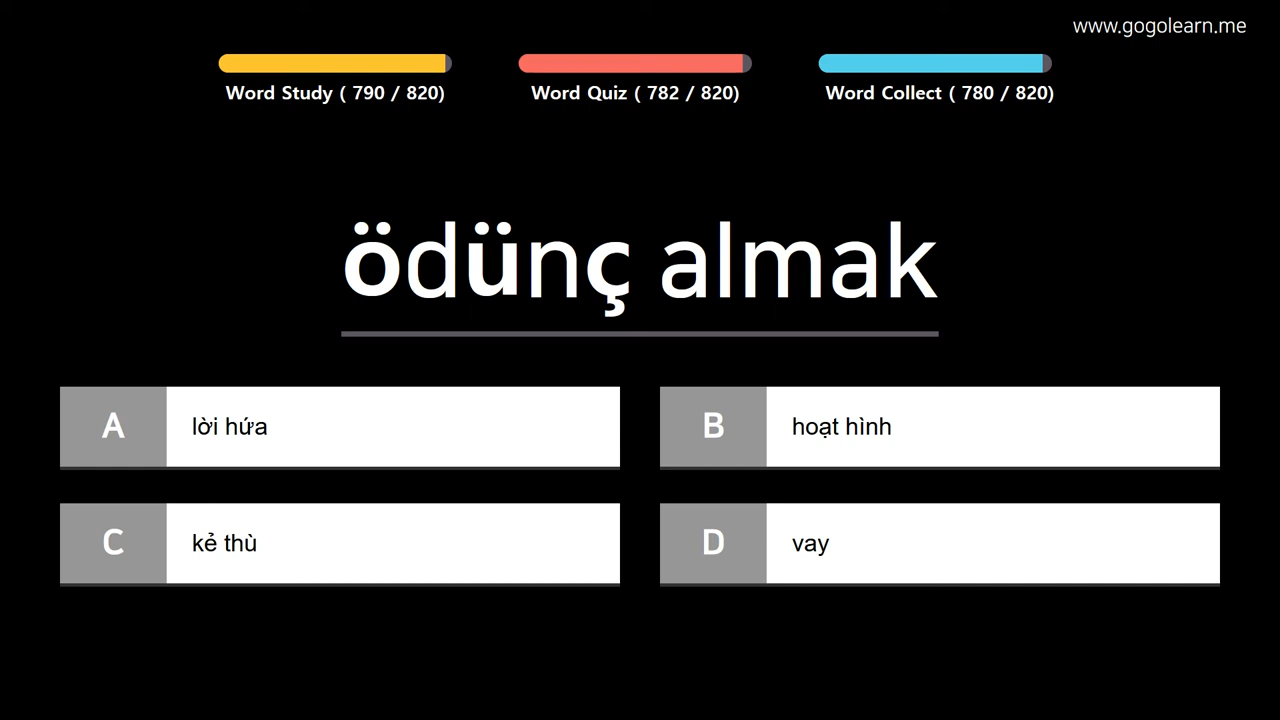 www.gogolearn.me
Word Study ( 790 / 820)
Word Quiz ( 782 / 820)
Word Collect ( 780 / 820)
ödünç almak
A lời hứa
B hoạt hình
C kẻ thù
D vay